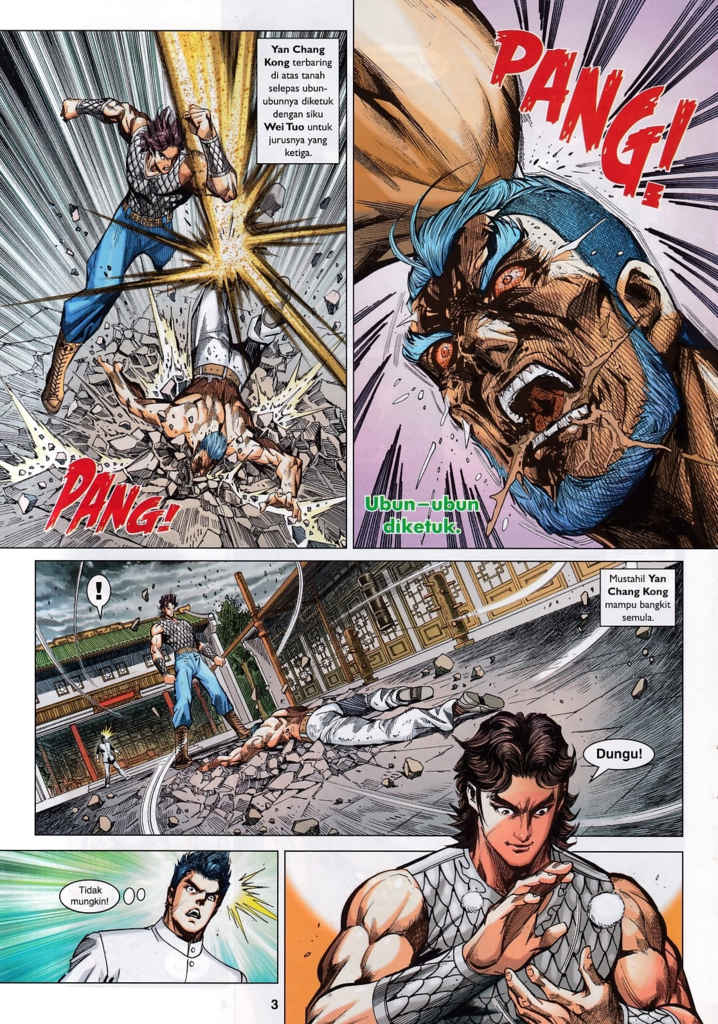 Yan Chang
Kong terbaring
di atas tanah
selepas ubun-
ubunnya diketuk
dengan siku
Wei Tuo untuk
jurusnya yang
ketiga.
PANG!
PANG!
Ubun-ubun
diketuk.
!
Mustahil Yan
Chang Kong
mampu bangkit
semula.
Dungu!
Tidak
mungkin!
3